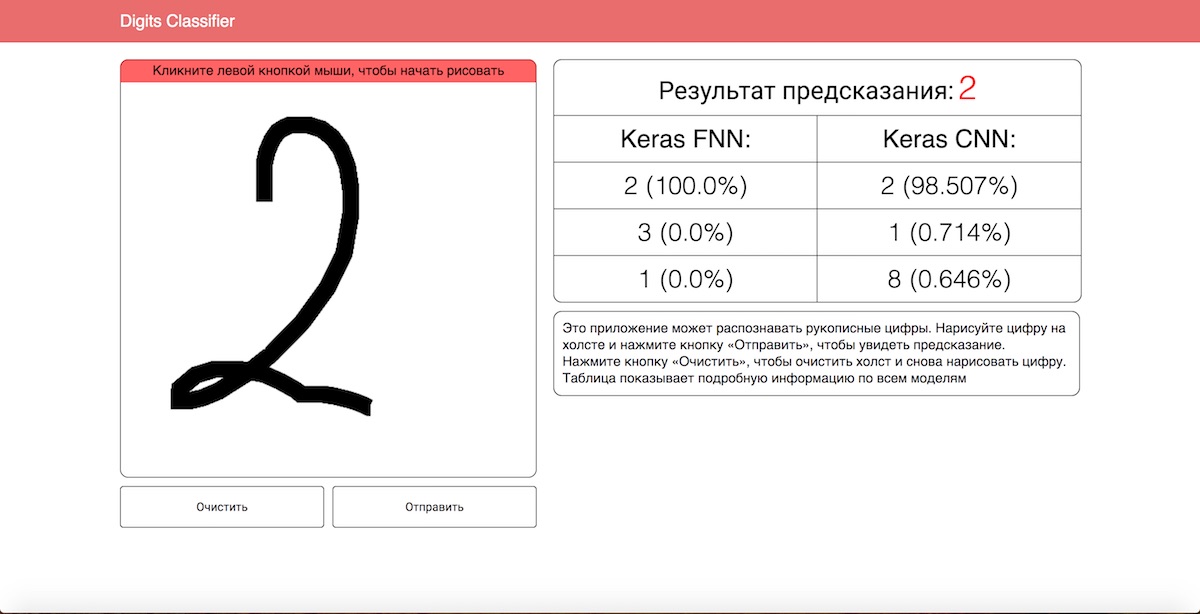 Digits Classifier
Кликните левой кнопкой мыши, чтобы начать рисовать
2
Очистить
Отправить
Результат предсказания: 2
Keras FNN:
Keras CNN:
2 (100.0%)
2 (98.507%)
3 (0.0%)
1 (0.714%)
1 (0.0%)
8 (0.646%)
Это приложение может распознавать рукописные цифры. Нарисуйте цифру на
холсте и нажмите кнопку «Отправить», чтобы увидеть предсказание.
Нажмите кнопку «Очистить», чтобы очистить холст и снова нарисовать цифру.
Таблица показывает подробную информацию по всем моделям